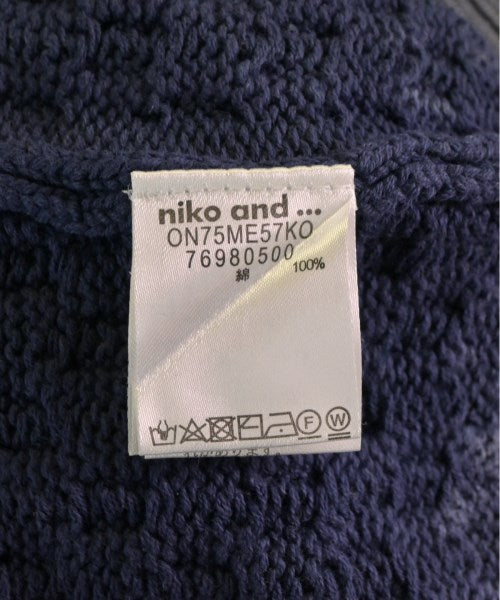 niko and ...
ON75ME57KO
76980500
綿 100%
F W